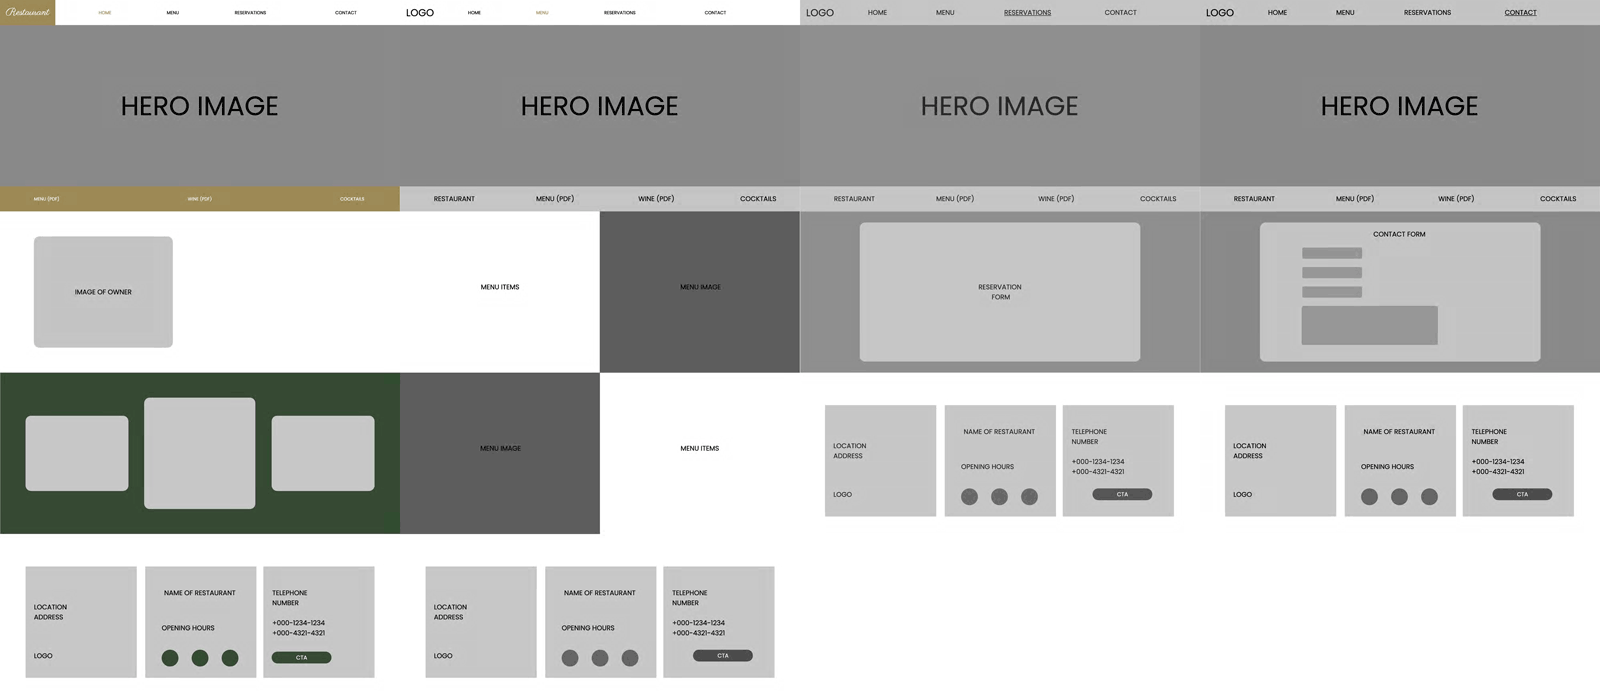 Restaurant
HOME
MENU
RESERVATIONS
CONTACT
HERO IMAGE
MENU (PDF)
WINE (PDF)
COCKTAILS
IMAGE OF OWNER
LOCATION
ADDRESS
LOGO
NAME OF RESTAURANT
OPENING HOURS
TELEPHONE
NUMBER
+000-1234-1234
+000-4321-4321
CTA
LOGO
HOME
MENU
RESERVATIONS
CONTACT
HERO IMAGE
RESTAURANT
MENU (PDF)
WINE (PDF)
COCKTAILS
MENU ITEMS
MENU IMAGE
MENU IMAGE
MENU ITEMS
LOCATION
ADDRESS
LOGO
NAME OF RESTAURANT
OPENING HOURS
TELEPHONE
NUMBER
+000-1234-1234
+000-4321-4321
CTA
LOGO
HOME
MENU
RESERVATIONS
CONTACT
HERO IMAGE
RESTAURANT
MENU (PDF)
WINE (PDF)
COCKTAILS
RESERVATION
FORM
LOCATION
ADDRESS
LOGO
NAME OF RESTAURANT
OPENING HOURS
TELEPHONE
NUMBER
+000-1234-1234
+000-4321-4321
CTA
LOGO
HOME
MENU
RESERVATIONS
CONTACT
HERO IMAGE
RESTAURANT
MENU (PDF)
WINE (PDF)
COCKTAILS
CONTACT FORM
LOCATION
ADDRESS
LOGO
NAME OF RESTAURANT
OPENING HOURS
TELEPHONE
NUMBER
+000-1234-1234
+000-4321-4321
CTA